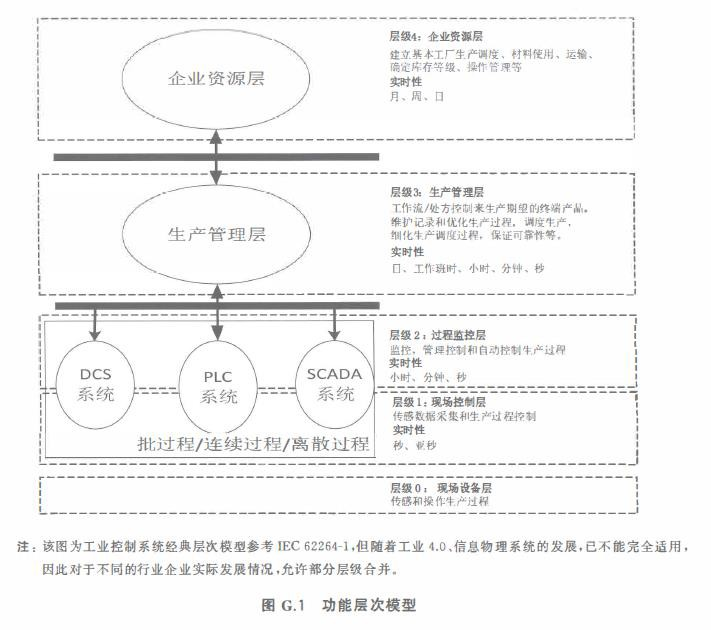 企业资源层
层级4：企业资源层
建立基本工厂生产调度、材料使用、运输、
确定库存等级、操作管理等
实时性
月、周、日
生产管理层
层级3：生产管理层
工作流/处方控制来生产期望的终端产品。
维护记录和优化生产过程，调度生产，
细化生产调度过程，保证可靠性等。
实时性
日、工作班时、小时、分钟、秒
DCS
系统
PLC
系统
SCADA
系统
批过程/连续过程/离散过程
层级 2：过程监控层
监控，管理控制和自动控制生产过程
实时性
小时、分钟、秒
层级1：现场控制层
传感数据采集和生产过程控制
实时性
秒、亚秒
层级 0： 现场设备层
传感和操作生产过程
注：该图为工业控制系统经典层次模型参考 IEC 62264-1,但随着工业 4.0、信息物理系统的发展,已不能完全适用,
因此对于不同的行业企业实际发展情况,允许部分层级合并。
图 G.1 功能层次模型